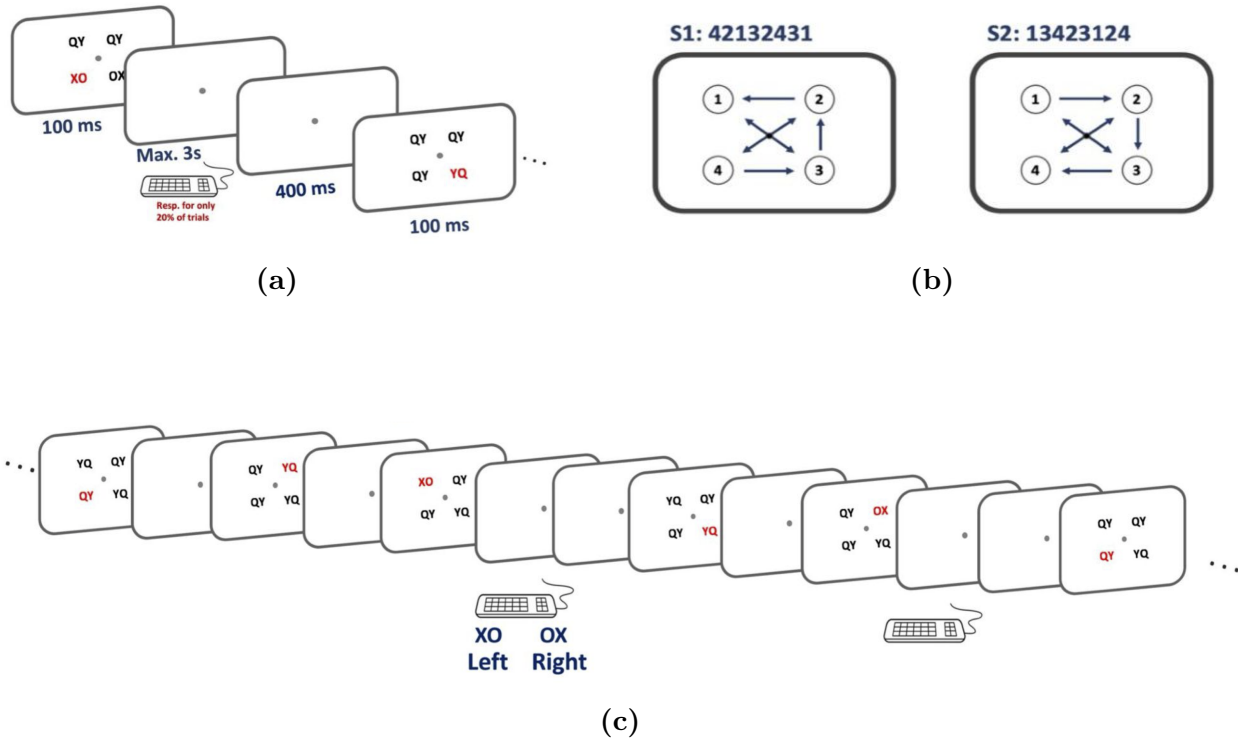 QY QY
XO OX
100 ms
Max. 3s
Resp. for only
20% of trials
400 ms
QY QY
QY YQ
100 ms
...
(a)
S1: 42132431
1 2
4 3
S2: 13423124
1 2
4 3
(b)
...
YQ QY
QY YQ
QY YQ
QY YQ
XO QY
QY YQ
YQ QY
QY YQ
QY OX
QY YQ
QY QY
QY YQ
...
XO OX
Left Right
(c)